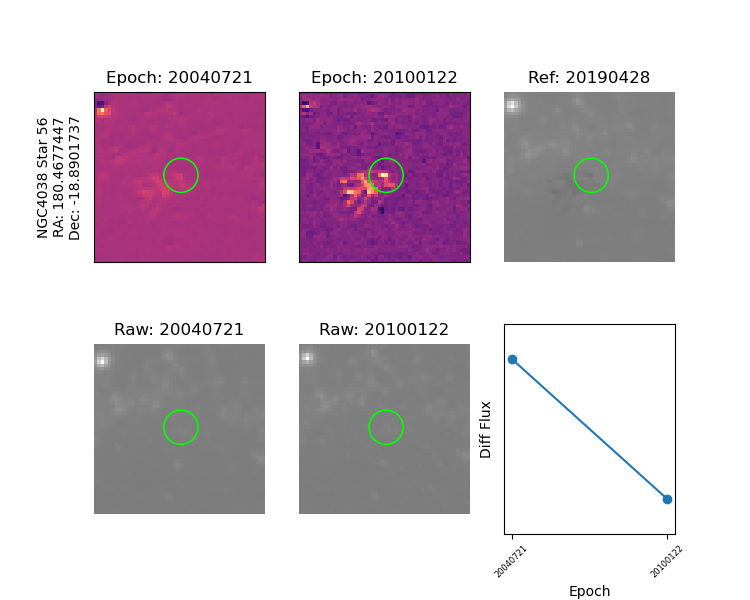 Epoch: 20040721
Epoch: 20100122
Ref: 20190428
NGC4038 Star 56
RA: 180.4677447
Dec: -18.8901737
Raw: 20040721
Raw: 20100122
Diff Flux
20040721
20100122
Epoch